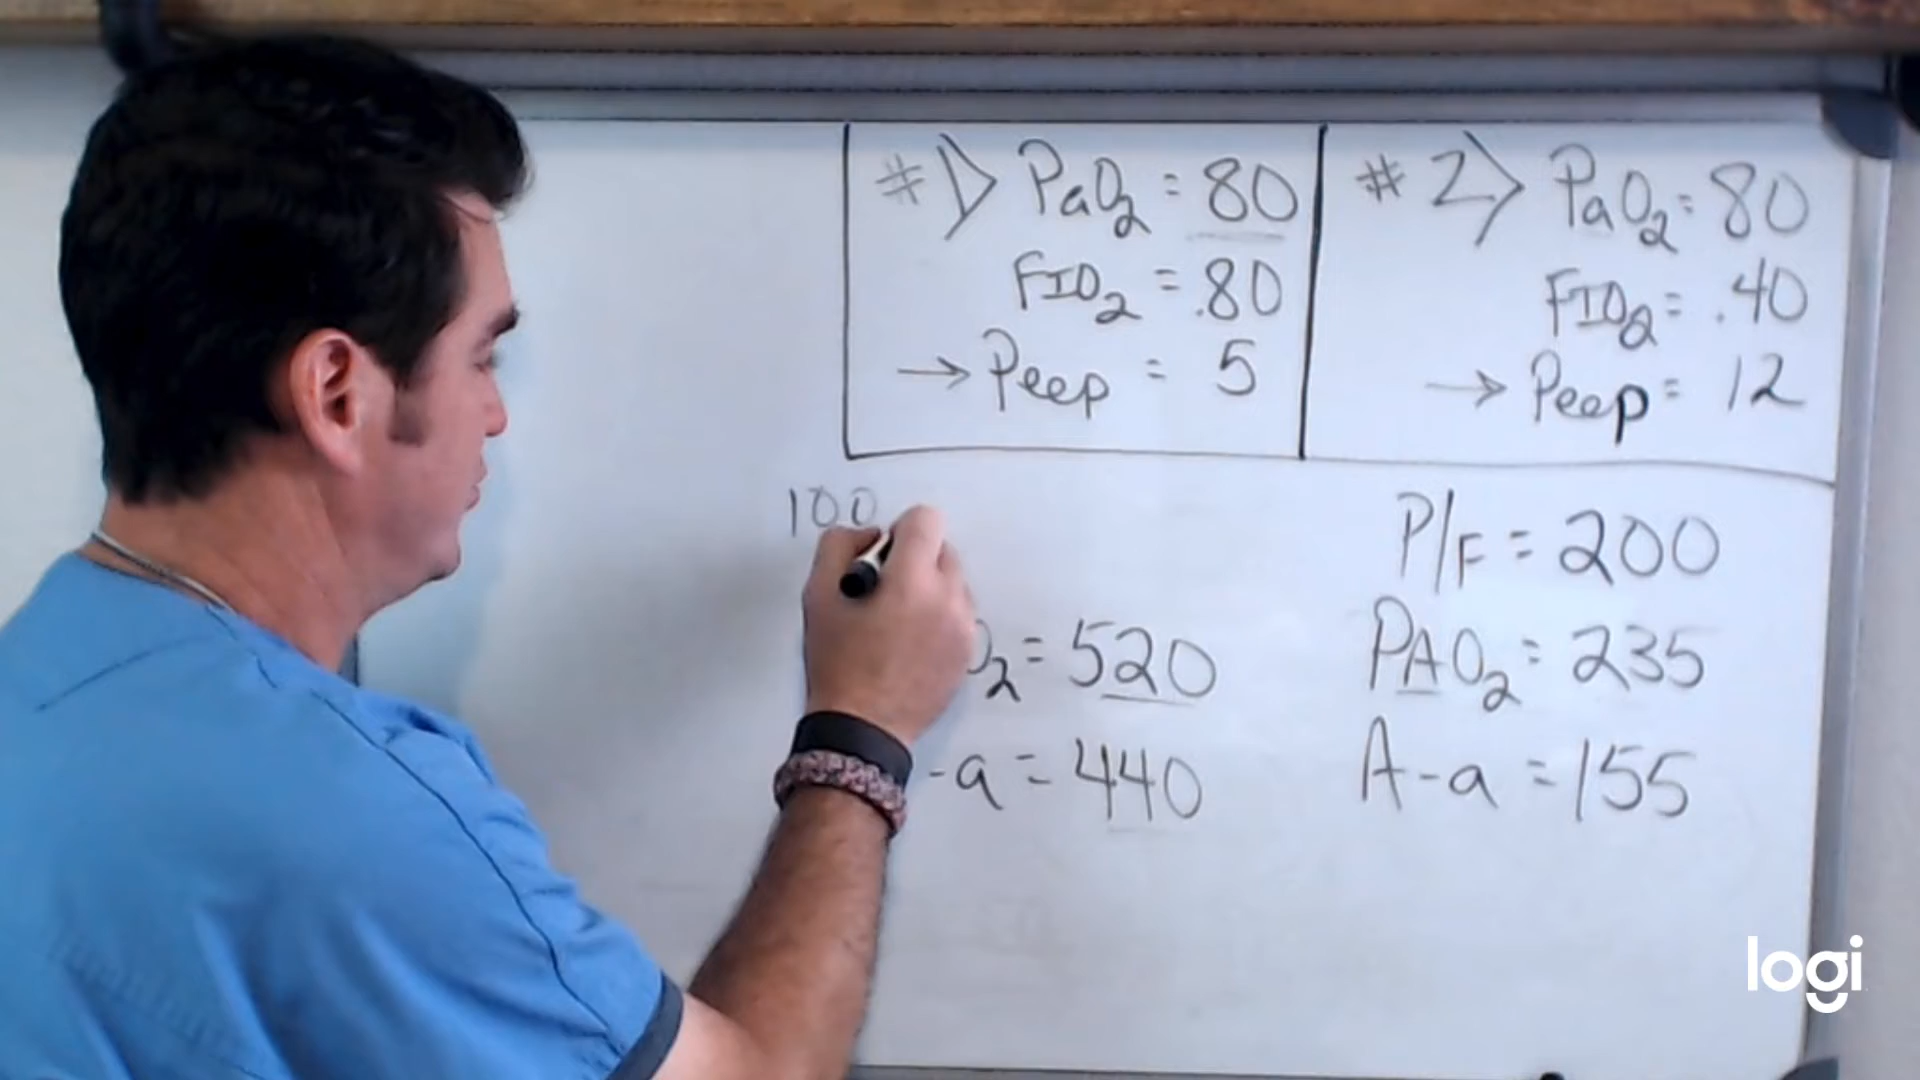 #1> PaO2 = 80
FIO2 = .80
→ Peep = 5
#2> PaO2 = 80
FIO2 = .40
→ Peep = 12
100
O2 = 520
-a = 440
P/F = 200
PAO2 = 235
A-a = 155
logi